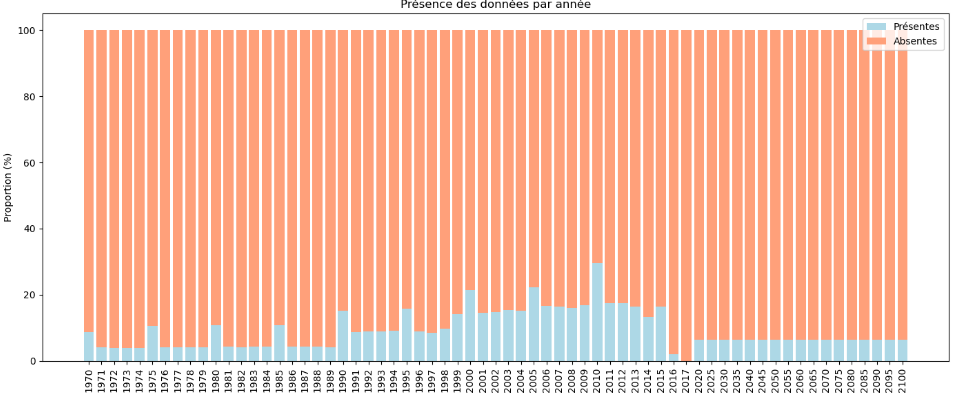 Présence des données par année
Présentes
Absentes
Proportion (%)
100
80
60
40
20
0
1970 1971 1972 1973 1974 1975 1976 1977 1978 1979 1980 1981 1982 1983 1984 1985 1986 1987 1988 1989 1990 1991 1992 1993 1994 1995 1996 1997 1998 1999 2000 2001 2002 2003 2004 2005 2006 2007 2008 2009 2010 2011 2012 2013 2014 2015 2016 2017 2020 2025 2030 2035 2040 2045 2050 2055 2060 2065 2070 2075 2080 2085 2090 2095 2100